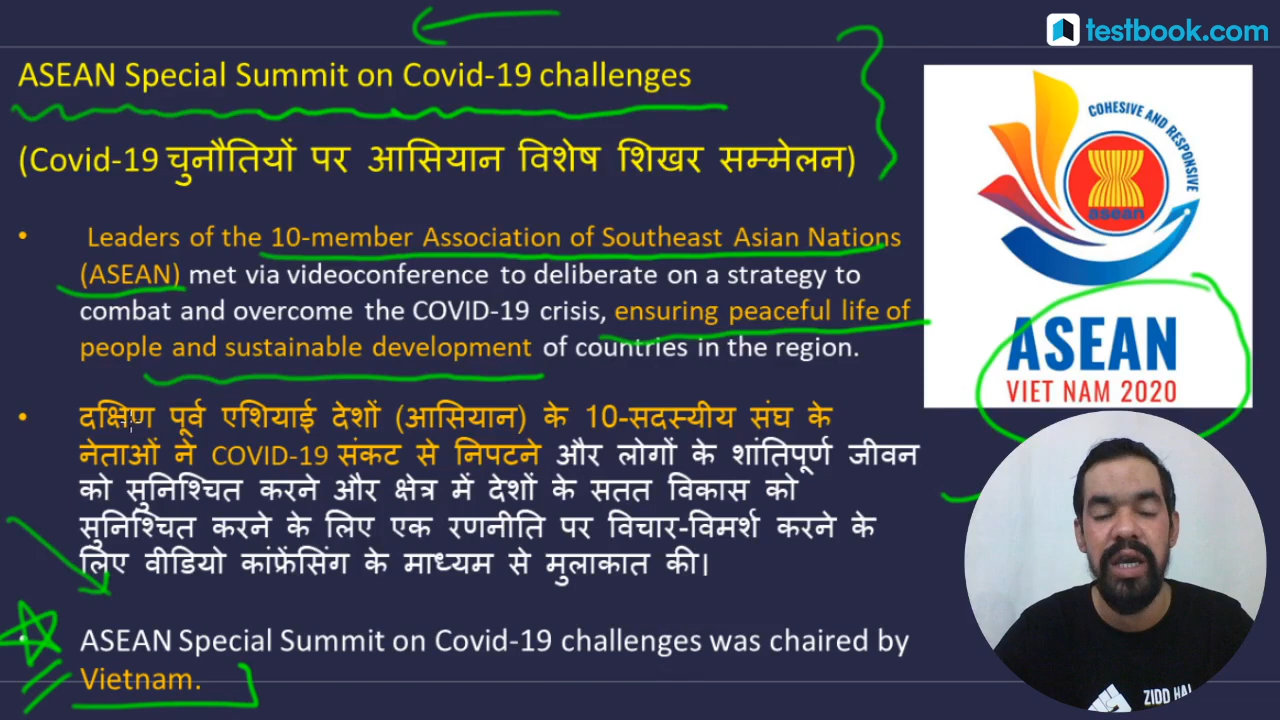 testbook.com
ASEAN Special Summit on Covid-19 challenges
(Covid-19 चुनौतियों पर आसियान विशेष शिखर सम्मेलन)
COHESIVE AND RESPONSIVE
asean
ASEAN
VIET NAM 2020
• Leaders of the 10-member Association of Southeast Asian Nations
(ASEAN) met via videoconference to deliberate on a strategy to
combat and overcome the COVID-19 crisis, ensuring peaceful life of
people and sustainable development of countries in the region.
• दक्षिण पूर्व एशियाई देशों (आसियान) के 10-सदस्यीय संघ के
नेताओं ने COVID-19 संकट से निपटने और लोगों के शांतिपूर्ण जीवन
को सुनिश्चित करने और क्षेत्र में देशों के सतत विकास को
सुनिश्चित करने के लिए एक रणनीति पर विचार-विमर्श करने के
लिए वीडियो कांफ्रेंसिंग के माध्यम से मुलाकात की।
• ASEAN Special Summit on Covid-19 challenges was chaired by
Vietnam.
ZIDD HAI